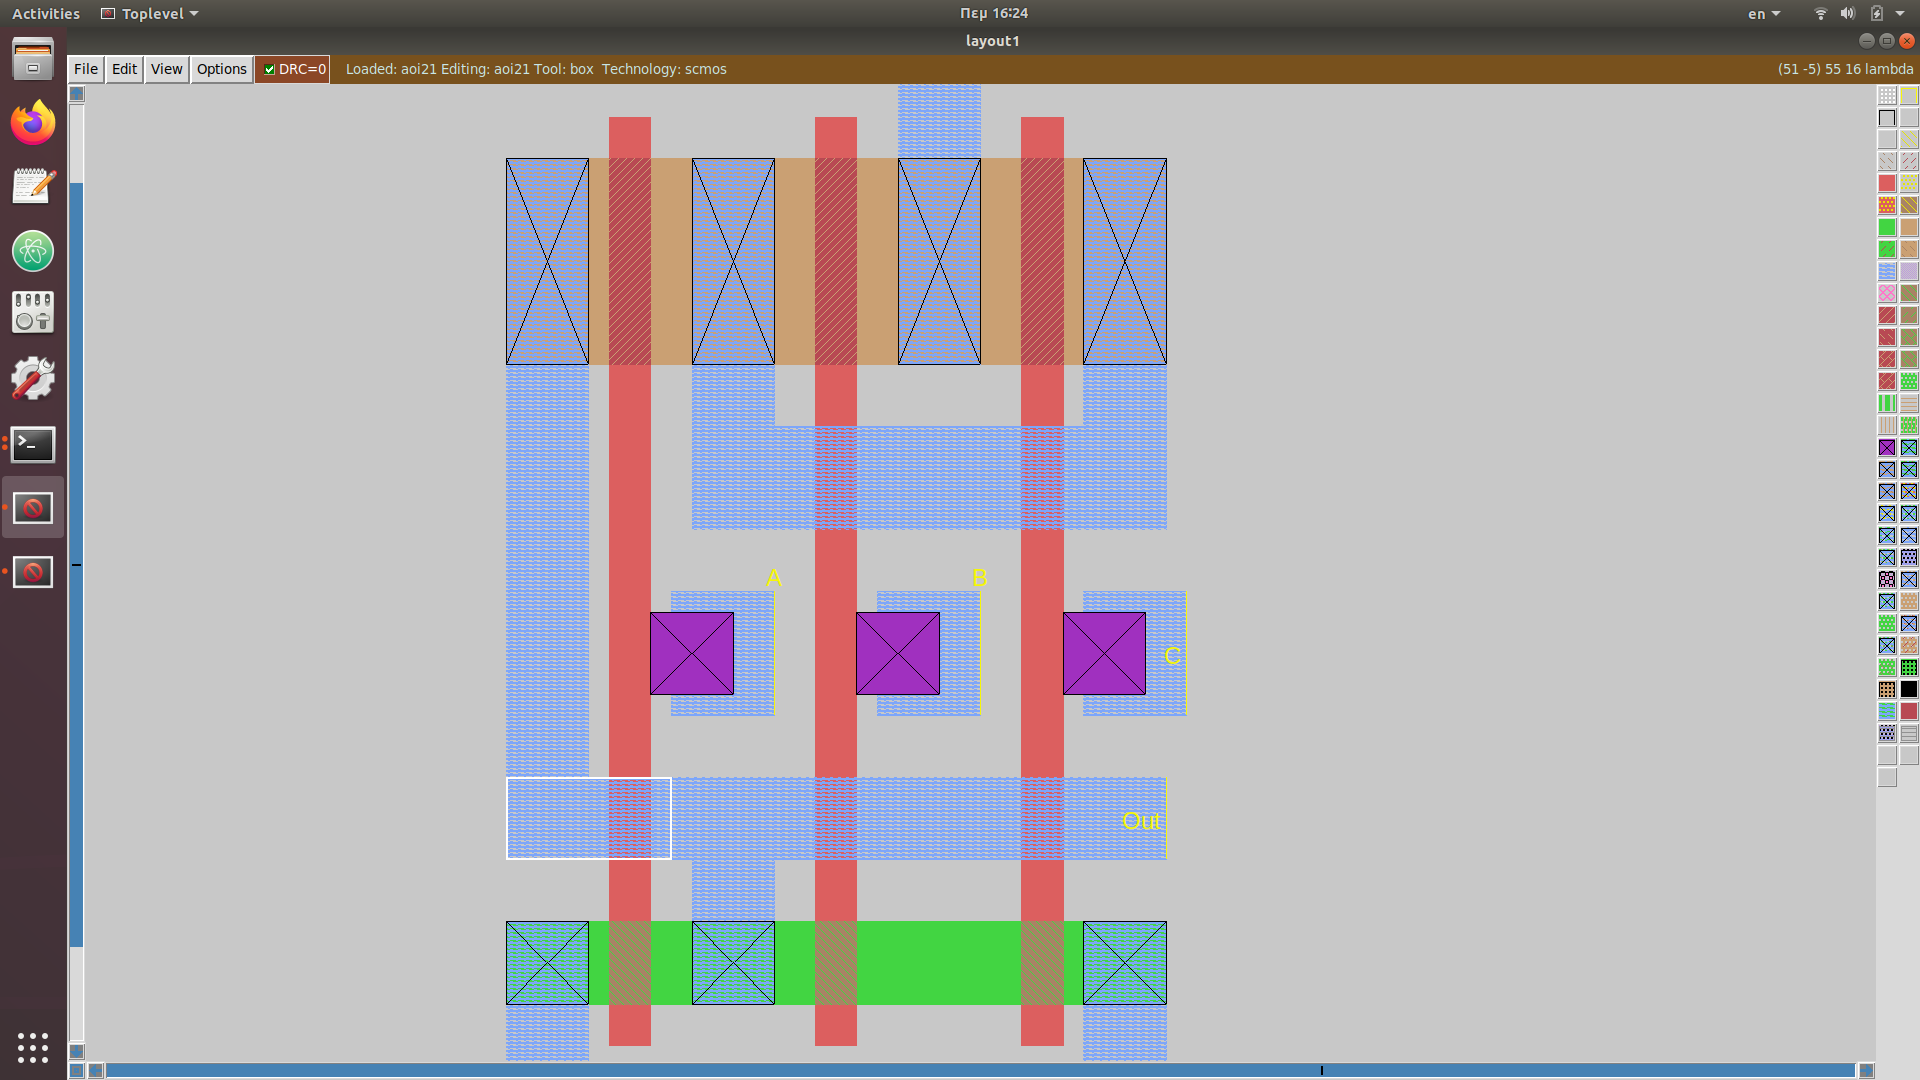 Activities Toplevel Πεμ 16:24 en
layout1
File Edit View Options DRC=0 Loaded: aoi21 Editing: aoi21 Tool: box Technology: scmos (51 -5) 55 16 lambda
A B
C
Out